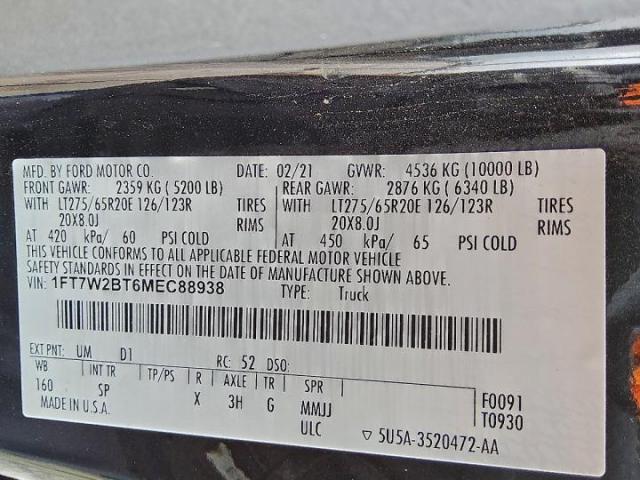 MFD. BY FORD MOTOR CO. DATE: 02/21 GVWR: 4536 KG (10000 LB)
FRONT GAWR: 2359 KG (5200 LB) REAR GAWR: 2876 KG (6340 LB)
WITH LT275/65R20E 126/123R TIRES WITH LT275/65R20E 126/123R TIRES
20X8.0J RIMS 20X8.0J RIMS
AT 420 kPa/ 60 PSI COLD AT 450 kPa/ 65 PSI COLD
THIS VEHICLE CONFORMS TO ALL APPLICABLE FEDERAL MOTOR VEHICLE
SAFETY STANDARDS IN EFFECT ON THE DATE OF MANUFACTURE SHOWN ABOVE.
VIN: 1FT7W2BT6MEC88938 TYPE: Truck
EXT PNT: UM D1 RC: 52 DSO:
WB INT TR TP/PS R AXLE TR SPR F0091
160 SP X 3H G MMJJ T0930
MADE IN U.S.A. ULC ▽ 5U5A-3520472-AA